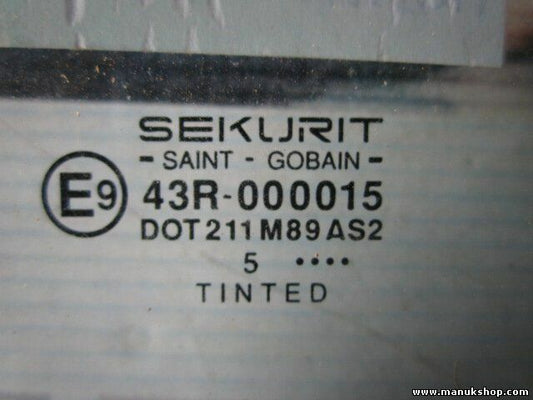 SEKURIT
- SAINT - GOBAIN -
E9 43R-000015
DOT 211 M89 AS2
5 ••••
TINTED
www.manukshop.com